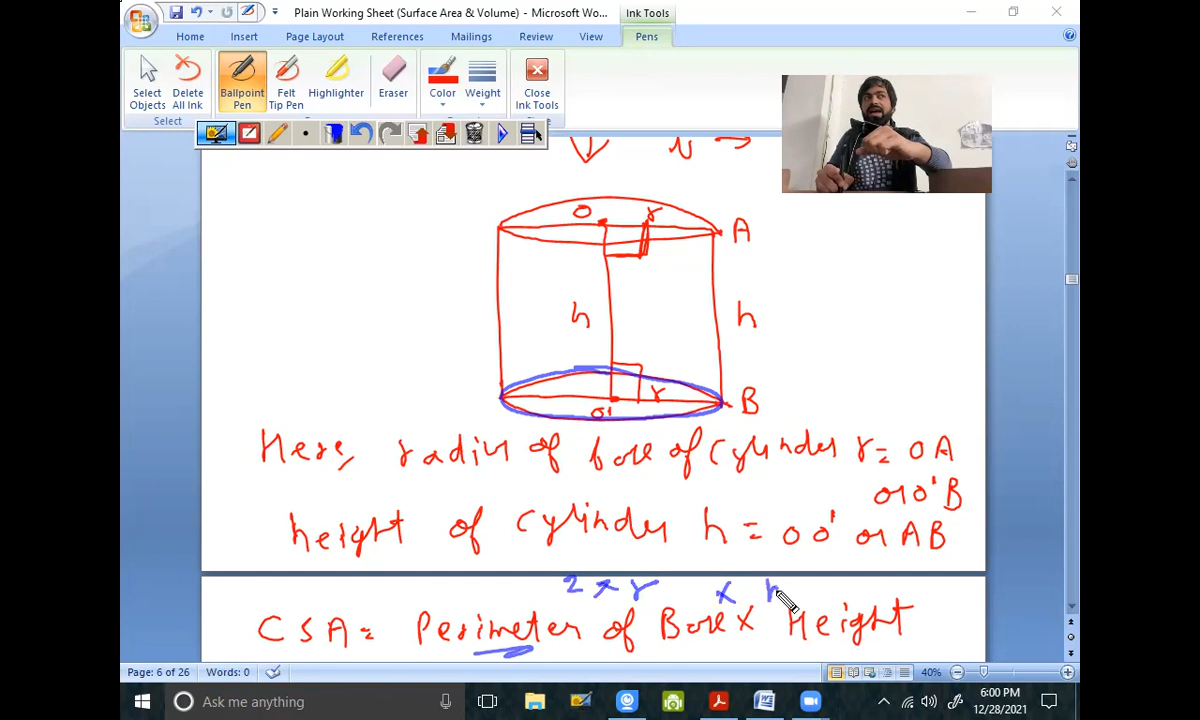 Plain Working Sheet (Surface Area & Volume) - Microsoft Wo...
Ink Tools
Home
Insert
Page Layout
References
Mailings
Review
View
Pens
Select Objects
Delete All Ink
Ballpoint Pen
Felt Tip Pen
Highlighter
Eraser
Color
Weight
Close Ink Tools
Select
Close
O
r
A
h
h
O'
r
B
Here, radius of base of cylinder r = OA
or O'B
height of cylinder h = OO' or AB
2 π r × h
CSA = Perimeter of Base × Height
Page: 6 of 26
Words: 0
40%
Ask me anything
6:00 PM
12/28/2021